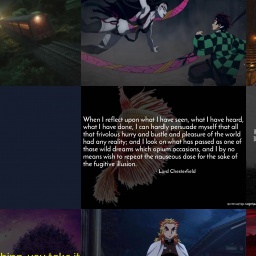 When I reflect upon what I have seen, what I have heard,
what I have done, I can hardly persuade myself that all
that frivolous hurry and bustle and pleasure of the world
had any reality; and I look on what has passed as one of
those wild dreams which opium occasions, and I by no
means wish to repeat the nauseous dose for the sake of
the fugitive illusion.
- Lord Chesterfield
you take it